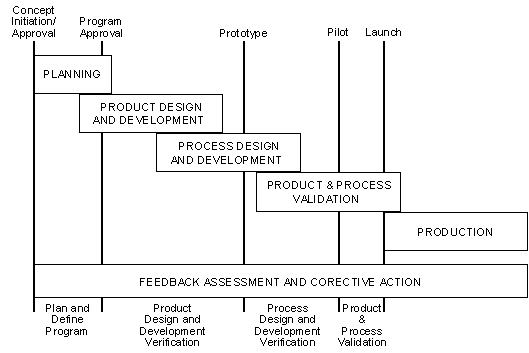 Concept
Initiation/
Approval
Program
Approval
Prototype
Pilot
Launch
PLANNING
PRODUCT DESIGN
AND DEVELOPMENT
PROCESS DESIGN
AND DEVELOPMENT
PRODUCT & PROCESS
VALIDATION
PRODUCTION
FEEDBACK ASSESSMENT AND CORECTIVE ACTION
Plan and
Define
Program
Product
Design and
Development
Verification
Process
Design and
Development
Verification
Product
&
Process
Validation